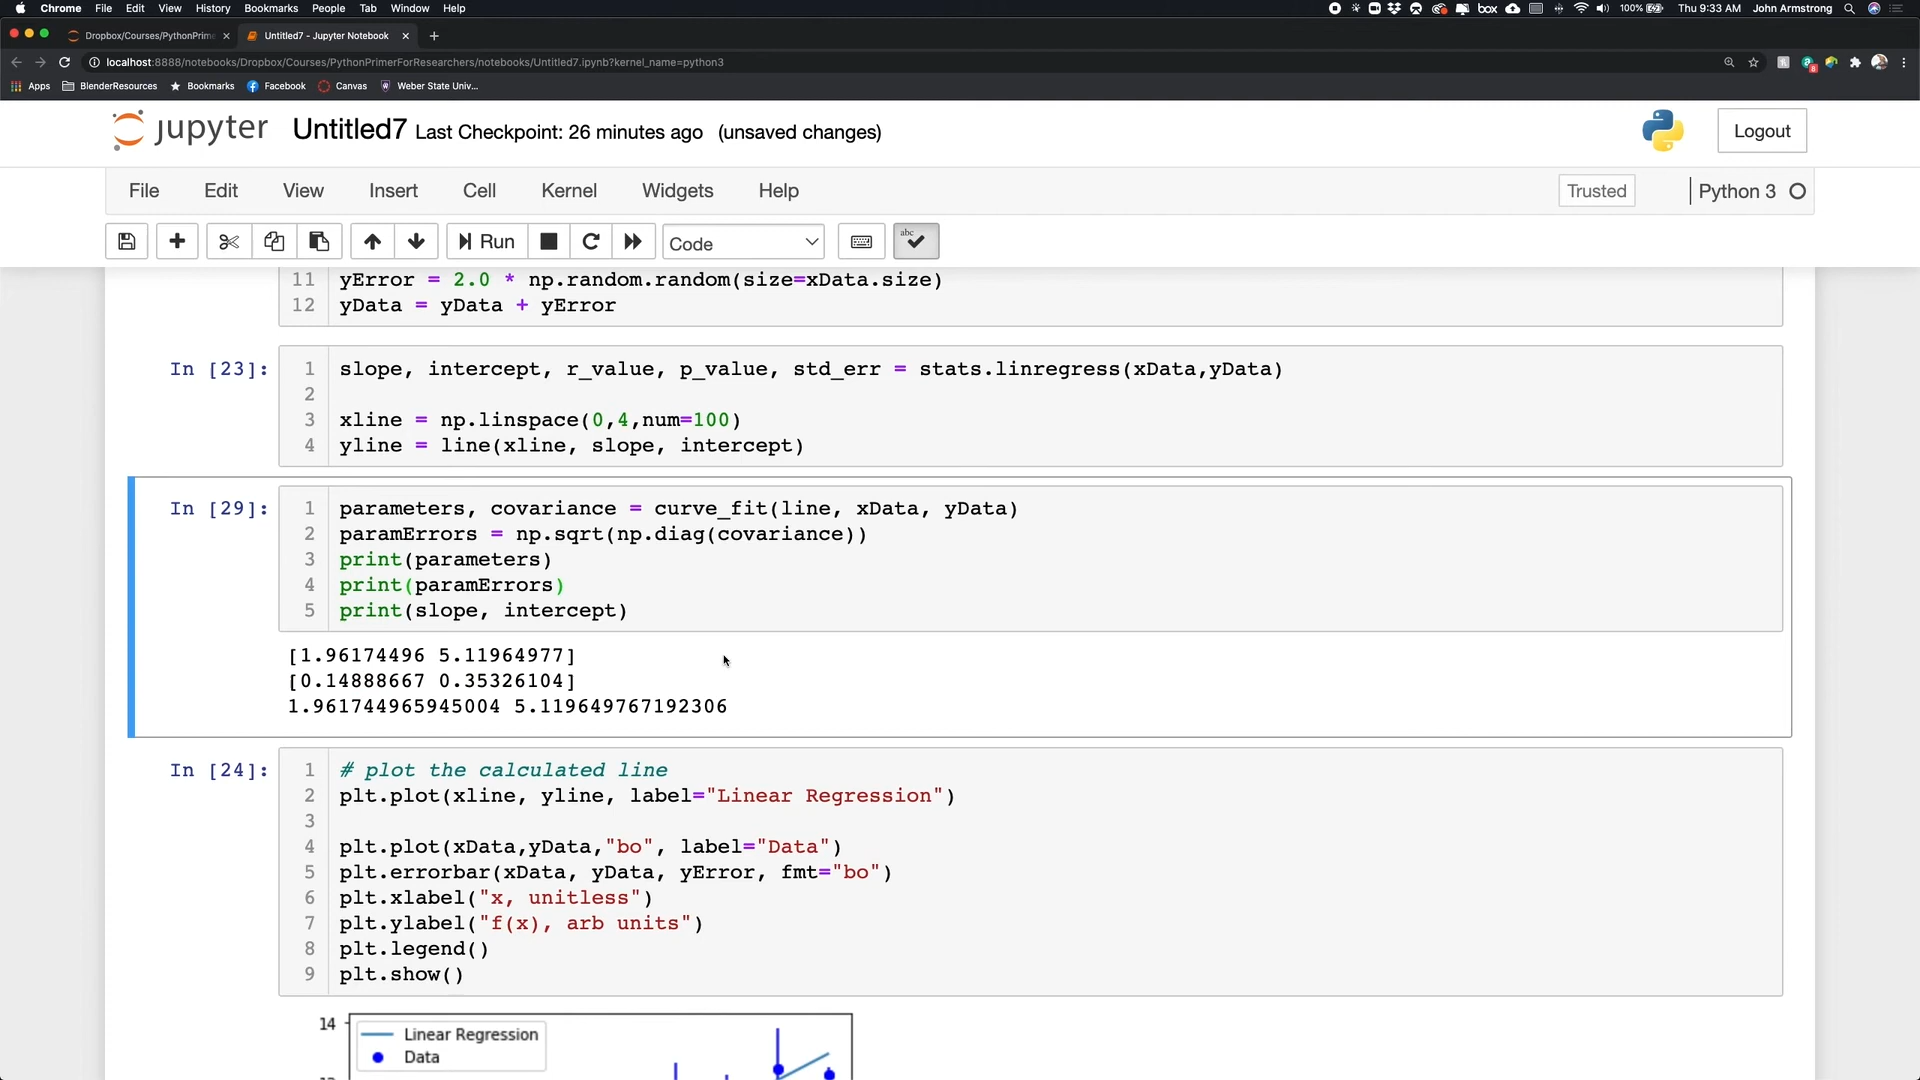 Chrome File Edit View History Bookmarks People Tab Window Help
box 100% Thu 9:33 AM John Armstrong
Dropbox/Courses/PythonPrime Untitled7 - Jupyter Notebook
localhost:8888/notebooks/Dropbox/Courses/PythonPrimerForResearchers/notebooks/Untitled7.ipynb?kernel_name=python3
Apps BlenderResources Bookmarks Facebook Canvas Weber State Univ...
jupyter Untitled7 Last Checkpoint: 26 minutes ago (unsaved changes) Logout
File Edit View Insert Cell Kernel Widgets Help Trusted Python 3
Run Code abc
11 yError = 2.0 * np.random.random(size=xData.size)
12 yData = yData + yError
In [23]: 1 slope, intercept, r_value, p_value, std_err = stats.linregress(xData,yData)
2
3 xline = np.linspace(0,4,num=100)
4 yline = line(xline, slope, intercept)
In [29]: 1 parameters, covariance = curve_fit(line, xData, yData)
2 paramErrors = np.sqrt(np.diag(covariance))
3 print(parameters)
4 print(paramErrors)
5 print(slope, intercept)
[1.96174496 5.11964977]
[0.14888667 0.35326104]
1.961744965945004 5.119649767192306
In [24]: 1 # plot the calculated line
2 plt.plot(xline, yline, label="Linear Regression")
3
4 plt.plot(xData,yData,"bo", label="Data")
5 plt.errorbar(xData, yData, yError, fmt="bo")
6 plt.xlabel("x, unitless")
7 plt.ylabel("f(x), arb units")
8 plt.legend()
9 plt.show()
14
Linear Regression
Data